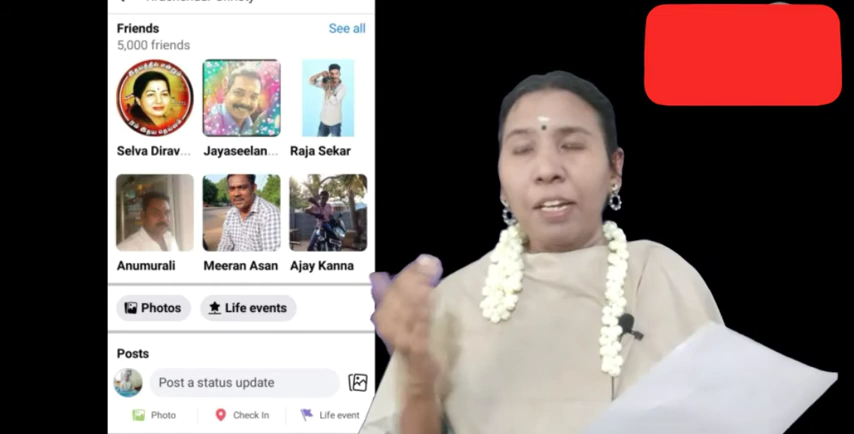 Friends
See all
5,000 friends
Selva Dirav...
Jayaseelan...
Raja Sekar
Anumurali
Meeran Asan
Ajay Kanna
Photos
Life events
Posts
Post a status update
Photo
Check In
Life event